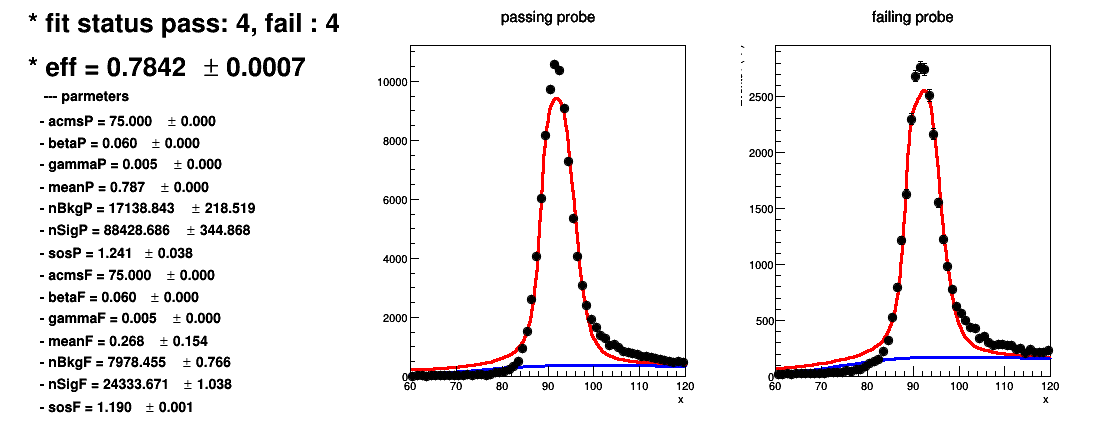 * fit status pass: 4, fail : 4
* eff = 0.7842 ± 0.0007
--- parmeters
- acmsP = 75.000 ± 0.000
- betaP = 0.060 ± 0.000
- gammaP = 0.005 ± 0.000
- meanP = 0.787 ± 0.000
- nBkgP = 17138.843 ± 218.519
- nSigP = 88428.686 ± 344.868
- sosP = 1.241 ± 0.038
- acmsF = 75.000 ± 0.000
- betaF = 0.060 ± 0.000
- gammaF = 0.005 ± 0.000
- meanF = 0.268 ± 0.154
- nBkgF = 7978.455 ± 0.766
- nSigF = 24333.671 ± 1.038
- sosF = 1.190 ± 0.001
passing probe
10000
8000
6000
4000
2000
0
60 70 80 90 100 110 120
x
failing probe
2500
2000
1500
1000
500
0
60 70 80 90 100 110 120
x